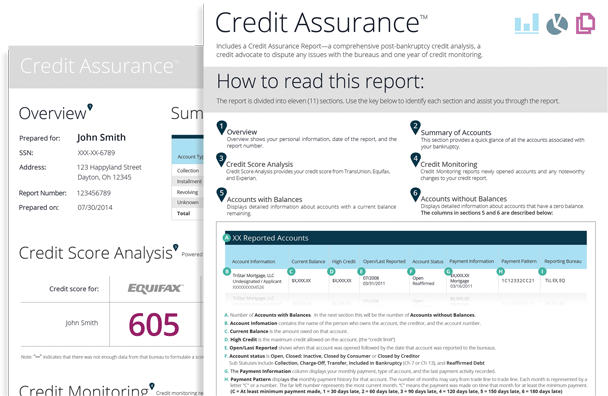 Credit Assurance™
Overview
Prepared for: John Smith
SSN: XXX-XX-6789
Address: 123 Happyland Street
Dayton, OH 12345
Report Number: 123456789
Prepared on: 07/30/2014
Sum
Account Typ
Collection
Installment
Revolving
Unknown
Total
Credit Score Analysis Powered
Credit score for: EQUIFAX
John Smith 605
Note: "**" indicates that there was not enough data from that bureau to formulate a sco
Credit Monitoring Credit monitoring te
Credit Assurance™
Includes a Credit Assurance Report—a comprehensive post-bankruptcy credit analysis, a
credit advocate to dispute any issues with the bureaus and one year of credit monitoring.
How to read this report:
The report is divided into eleven (11) sections. Use the key below to identify each section and assist you through the report.
1 Overview
Overview shows your personal information, date of the report, and the
report number.
2 Summary of Accounts
This section provides a quick glance of all the accounts associated with
your bankruptcy.
3 Credit Score Analysis
Credit Score Analysis provides your credit score from TransUnion, Equifax,
and Experian.
4 Credit Monitoring
Credit Monitoring reports newly opened accounts and any noteworthy
changes to your credit report.
5 Accounts with Balances
Displays detailed information about accounts with a current balance
remaining.
6 Accounts without Balances
Displays detailed information about accounts that have a zero balance.
The columns in sections 5 and 6 are described below:
A XX Reported Accounts
Account Information Current Balance High Credit Open/Last Reported Account Status Payment Information Payment Pattern Reporting Bureau
B C D E F G H I
TriStar Mortgage, LLC $X,XXX.XX $X,XXX.XX 07/2008 Open $X,XXX.XX 1C12332CC21 TU, EX, EQ
Undesignated / Applicant 03/31/2011 Reaffirmed Mortgage
03/16/2011
A. Number of Accounts with Balances. In the next section this will be the number of Accounts without Balances.
B. Account Infomation contains the name of the person who owns the account, the creditor, and the account number.
C. Current Balance is the amount owed on that account.
D. High Credit is the maximum credit allowed on the account. (the "credit limit")
E. Open/Last Reported shows when that account was opened followed by the date that account was reported to the bureaus.
F. Account status is Open, Closed: Inactive, Closed by Consumer or Closed by Creditor
Sub Statuses include Collection, Charge-Off, Transfer, Included in Bankruptcy (Ch 7 or Ch 13), and Reaffirmed Debt
G. The Payment Information column displays your monthly payment, type of account, and the last payment activity recorded.
H. Payment Pattern displays the monthly payment history for that account. The number of months may vary from trade line to trade line. Each month is represented by a
letter "C" or a number. The far left number represents the most current month. "C" means the payment was made on time that month for at least the minimum payment.
(C = At least minimum payment made, 1 = 30 days late, 2 = 60 days late, 3 = 90 days late, 4 = 120 days late, 5 = 150 days late, 6 = 180 days late)